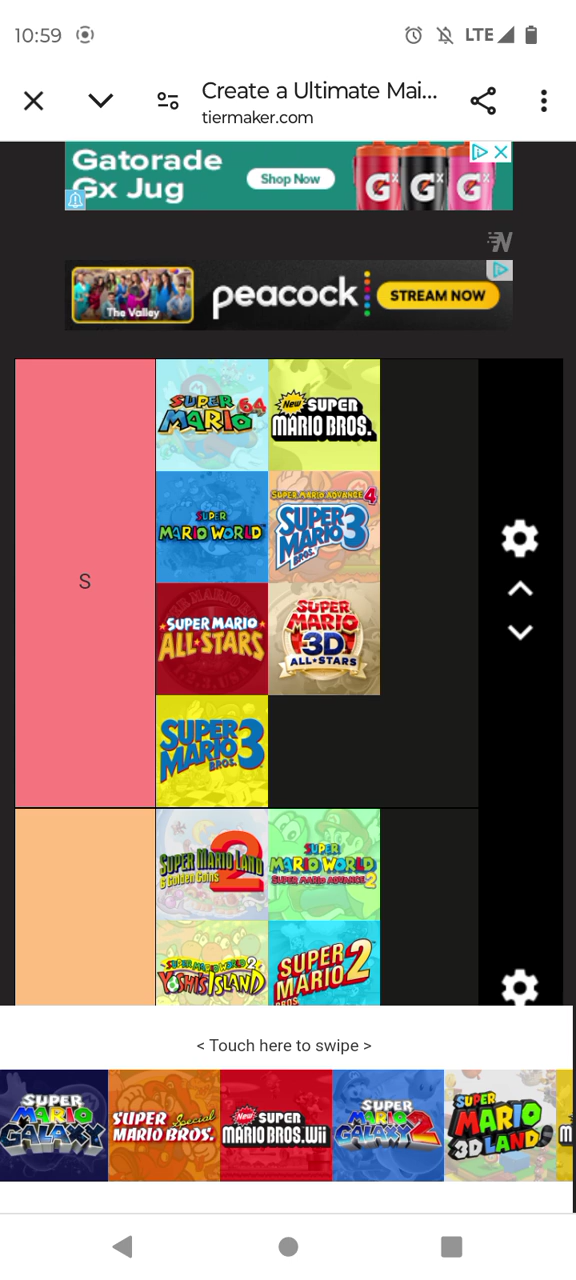 10:59
LTE
Create a Ultimate Mai...
tiermaker.com
Gatorade
Gx Jug
Shop Now
Gx Gx Gx
The Valley
peacock
STREAM NOW
SUPER MARIO 64
New SUPER MARIO BROS.
SUPER MARIO WORLD
SUPER MARIO ADVANCE 4
SUPER MARIO BROS. 3
S
SUPER MARIO ALL★STARS
SUPER MARIO 3D ALL★STARS
SUPER MARIO BROS. 3
SUPER MARIO LAND 2
6 Golden Coins
SUPER MARIO WORLD
SUPER MARIO ADVANCE 2
SUPER MARIO WORLD 2
YOSHI'S ISLAND
SUPER MARIO BROS 2
< Touch here to swipe >
SUPER MARIO GALAXY
SUPER MARIO BROS. Special
New SUPER MARIO BROS. Wii
SUPER MARIO GALAXY 2
SUPER MARIO 3D LAND